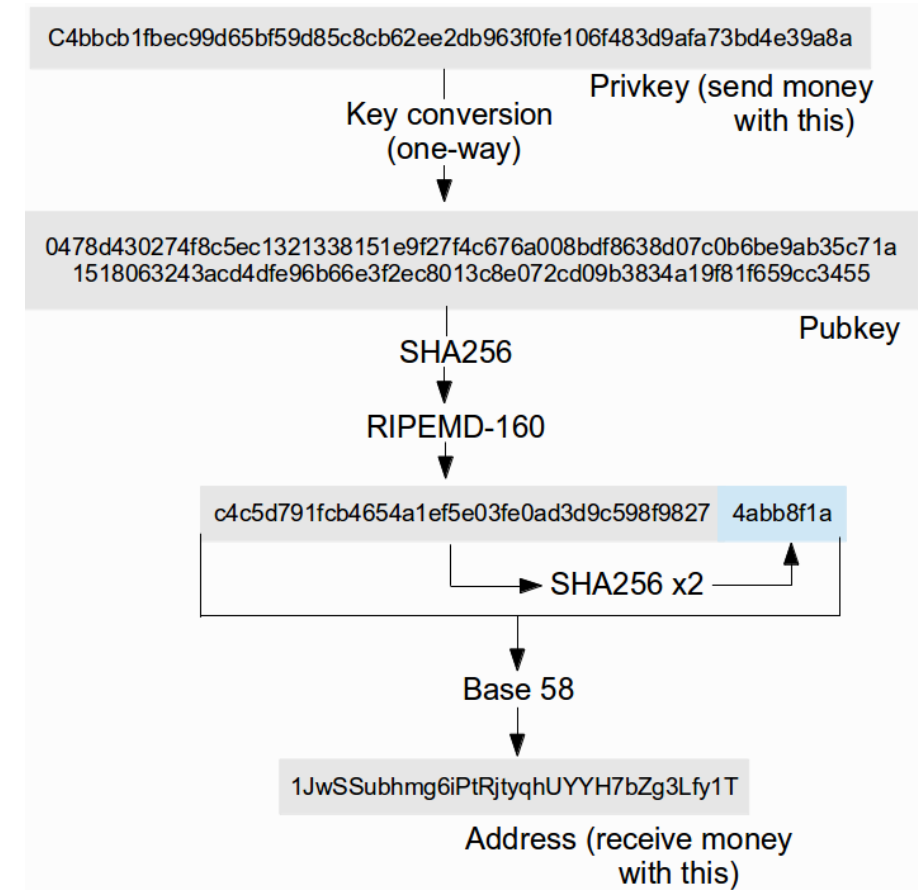 C4bbcb1fbec99d65bf59d85c8cb62ee2db963f0fe106f483d9afa73bd4e39a8a
Privkey (send money
with this)
Key conversion
(one-way)
0478d430274f8c5ec1321338151e9f27f4c676a008bdf8638d07c0b6be9ab35c71a
1518063243acd4dfe96b66e3f2ec8013c8e072cd09b3834a19f81f659cc3455
Pubkey
SHA256
RIPEMD-160
c4c5d791fcb4654a1ef5e03fe0ad3d9c598f9827 4abb8f1a
SHA256 x2
Base 58
1JwSSubhmg6iPtRjtyqhUYYH7bZg3Lfy1T
Address (receive money
with this)